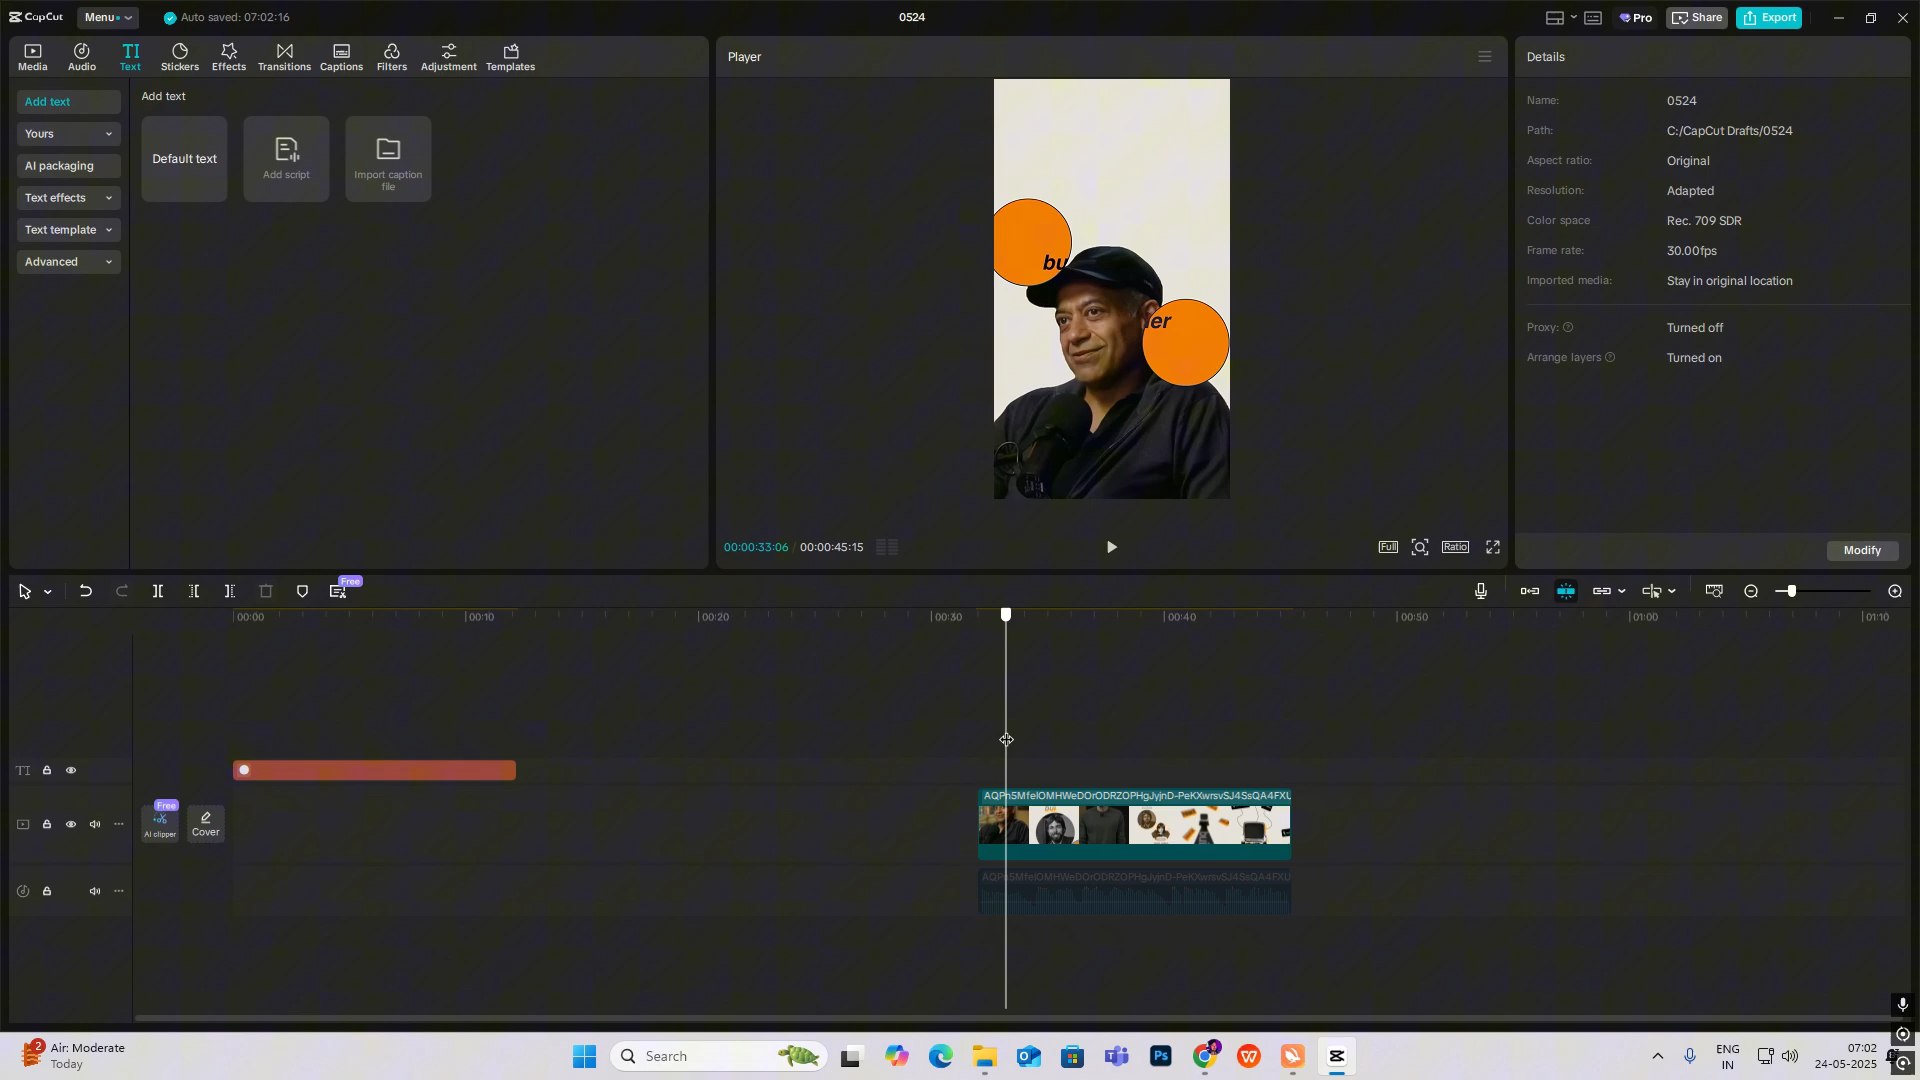 CapCut
Menu
Auto saved: 07:02:16
0524
Pro
Share
Export
Media
Audio
TI
Text
Stickers
Effects
Transitions
Captions
Filters
Adjustment
Templates
Player
Details
Add text
Yours
AI packaging
Text effects
Text template
Advanced
Add text
Default text
Add script
Import caption
file
bu
er
Name:
0524
Path:
C:/CapCut Drafts/0524
Aspect ratio:
Original
Resolution:
Adapted
Color space
Rec. 709 SDR
Frame rate:
30.00fps
Imported media:
Stay in original location
Proxy:
Turned off
Arrange layers
Turned on
Modify
00:00:33:06 / 00:00:45:15
Full
Ratio
Free
00:00
00:10
00:20
00:30
00:40
00:50
01:00
01:10
TI
Free
AI clipper
Cover
2
Air: Moderate
Today
Search
Ps
W
ENG
IN
07:02
24-05-2025